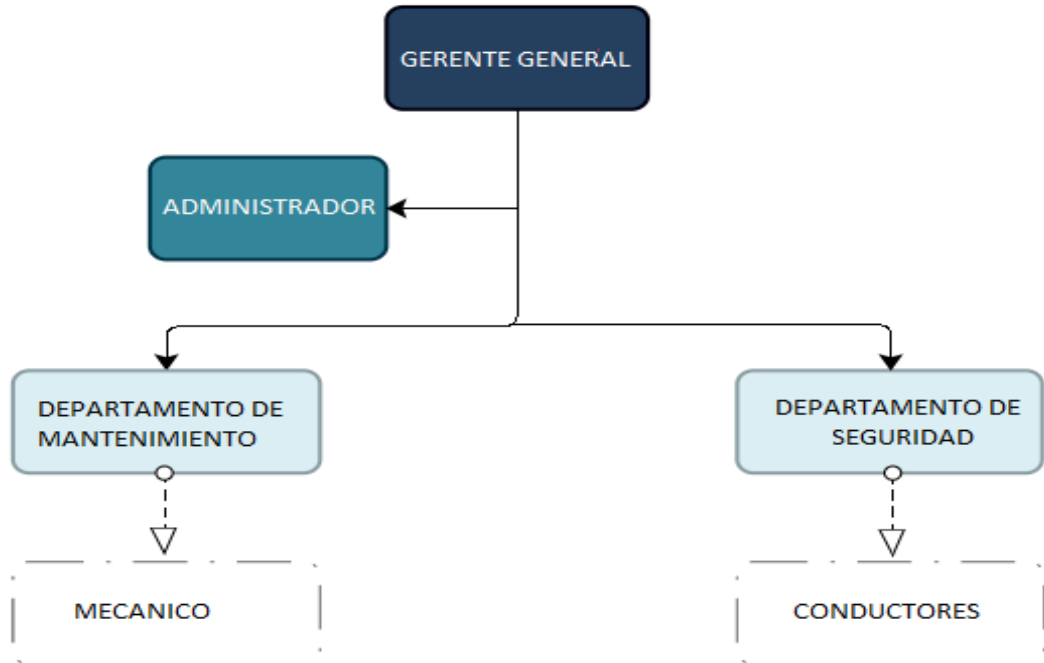 GERENTE GENERAL
ADMINISTRADOR
DEPARTAMENTO DE
MANTENIMIENTO
DEPARTAMENTO DE
SEGURIDAD
MECANICO
CONDUCTORES